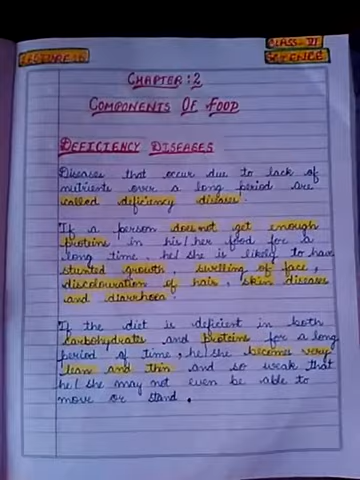 LECTURE :6
CLASS- VI
SCIENCE
CHAPTER : 2
COMPONENTS OF FOOD
DEFICIENCY DISEASES
Diseases that occur due to lack of
nutrients over a long period are
called deficiency diseases.
If a person does not get enough
proteins in his/her food for a
long time, he/she is likely to have
stunted growth, swelling of face,
discolouration of hair, skin diseases
and diarrhoea.
If the diet is deficient in both
carbohydrates and proteins for a long
period of time, he/she becomes very
lean and thin and so weak that
he/she may not even be able to
move or stand.